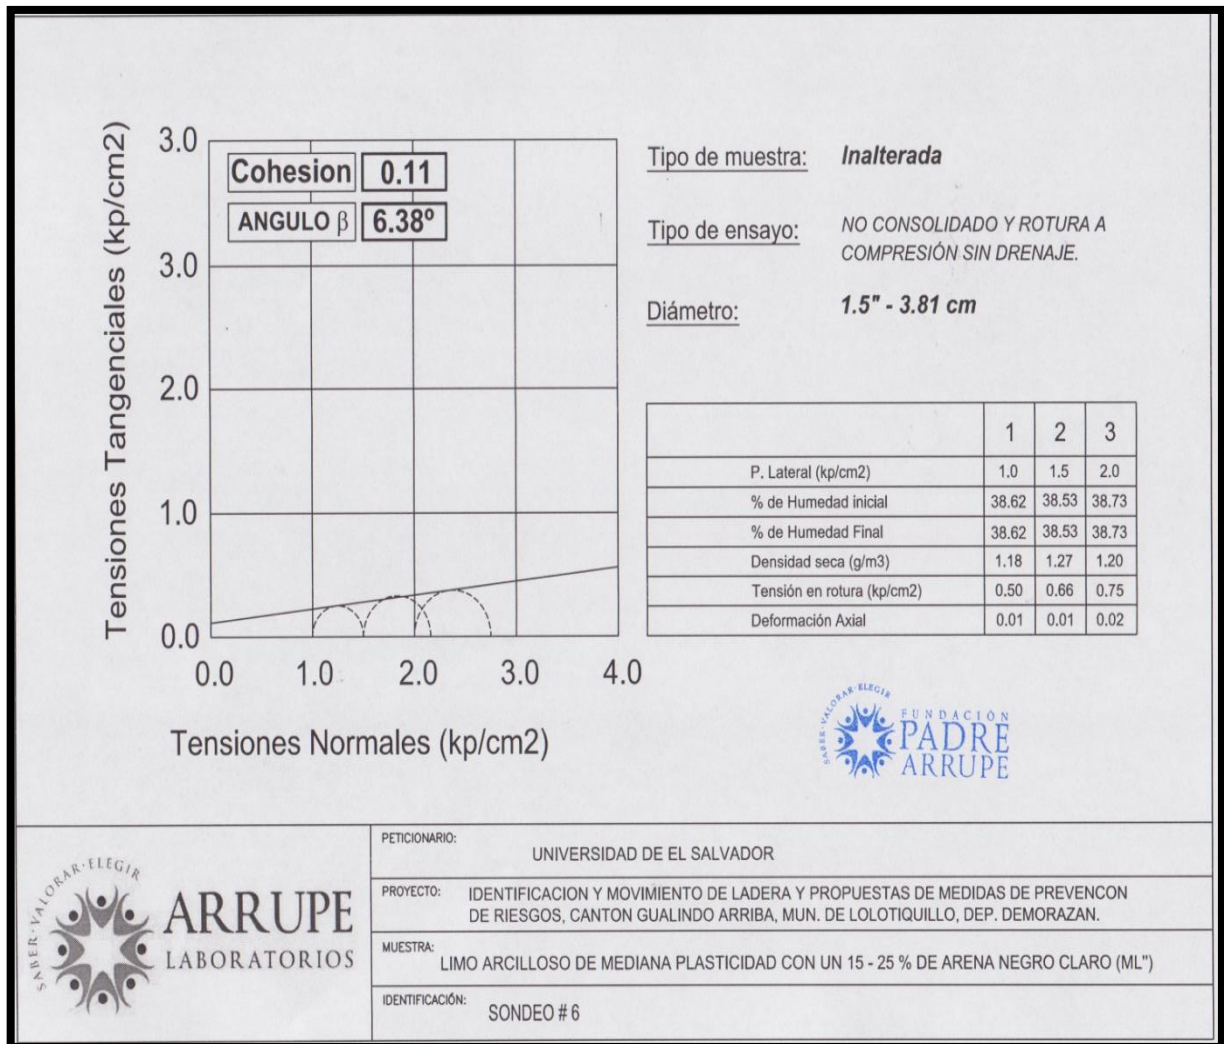 Tensiones Tangenciales (kp/cm2)
3.0
3.0
2.0
1.0
0.0
Cohesion 0.11
ANGULO β 6.38º
0.0 1.0 2.0 3.0 4.0
Tensiones Normales (kp/cm2)
Tipo de muestra: Inalterada
Tipo de ensayo: NO CONSOLIDADO Y ROTURA A
COMPRESIÓN SIN DRENAJE.
Diámetro: 1.5" - 3.81 cm
1 2 3
P. Lateral (kp/cm2) 1.0 1.5 2.0
% de Humedad inicial 38.62 38.53 38.73
% de Humedad Final 38.62 38.53 38.73
Densidad seca (g/m3) 1.18 1.27 1.20
Tensión en rotura (kp/cm2) 0.50 0.66 0.75
Deformación Axial 0.01 0.01 0.02
SABER·VALORAR·ELEGIR
FUNDACIÓN
PADRE
ARRUPE
SABER·VALORAR·ELEGIR
ARRUPE
LABORATORIOS
PETICIONARIO:
UNIVERSIDAD DE EL SALVADOR
PROYECTO: IDENTIFICACION Y MOVIMIENTO DE LADERA Y PROPUESTAS DE MEDIDAS DE PREVENCON
DE RIESGOS, CANTON GUALINDO ARRIBA, MUN. DE LOLOTIQUILLO, DEP. DEMORAZAN.
MUESTRA:
LIMO ARCILLOSO DE MEDIANA PLASTICIDAD CON UN 15 - 25 % DE ARENA NEGRO CLARO (ML")
IDENTIFICACIÓN:
SONDEO # 6